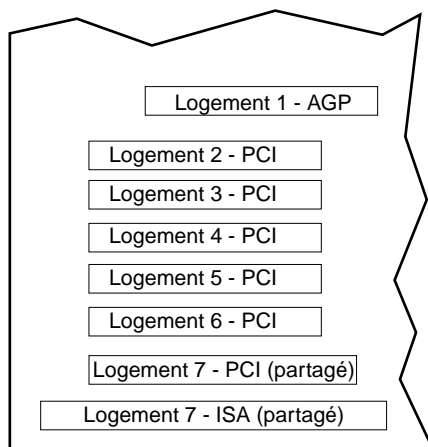 Logement 1 - AGP
Logement 2 - PCI
Logement 3 - PCI
Logement 4 - PCI
Logement 5 - PCI
Logement 6 - PCI
Logement 7 - PCI (partagé)
Logement 7 - ISA (partagé)